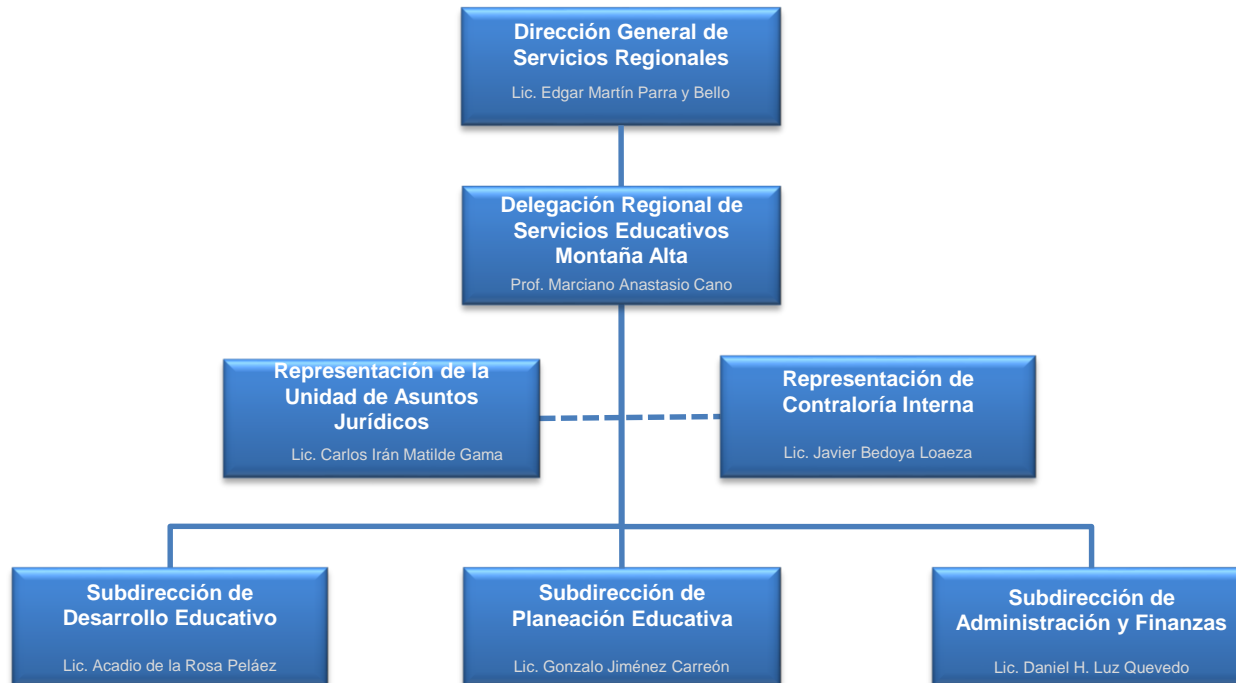 Dirección General de
Servicios Regionales
Lic. Edgar Martín Parra y Bello
Delegación Regional de
Servicios Educativos
Montaña Alta
Prof. Marciano Anastasio Cano
Representación de la
Unidad de Asuntos
Jurídicos
Lic. Carlos Irán Matilde Gama
Representación de
Contraloría Interna
Lic. Javier Bedoya Loaeza
Subdirección de
Desarrollo Educativo
Lic. Acadio de la Rosa Peláez
Subdirección de
Planeación Educativa
Lic. Gonzalo Jiménez Carreón
Subdirección de
Administración y Finanzas
Lic. Daniel H. Luz Quevedo